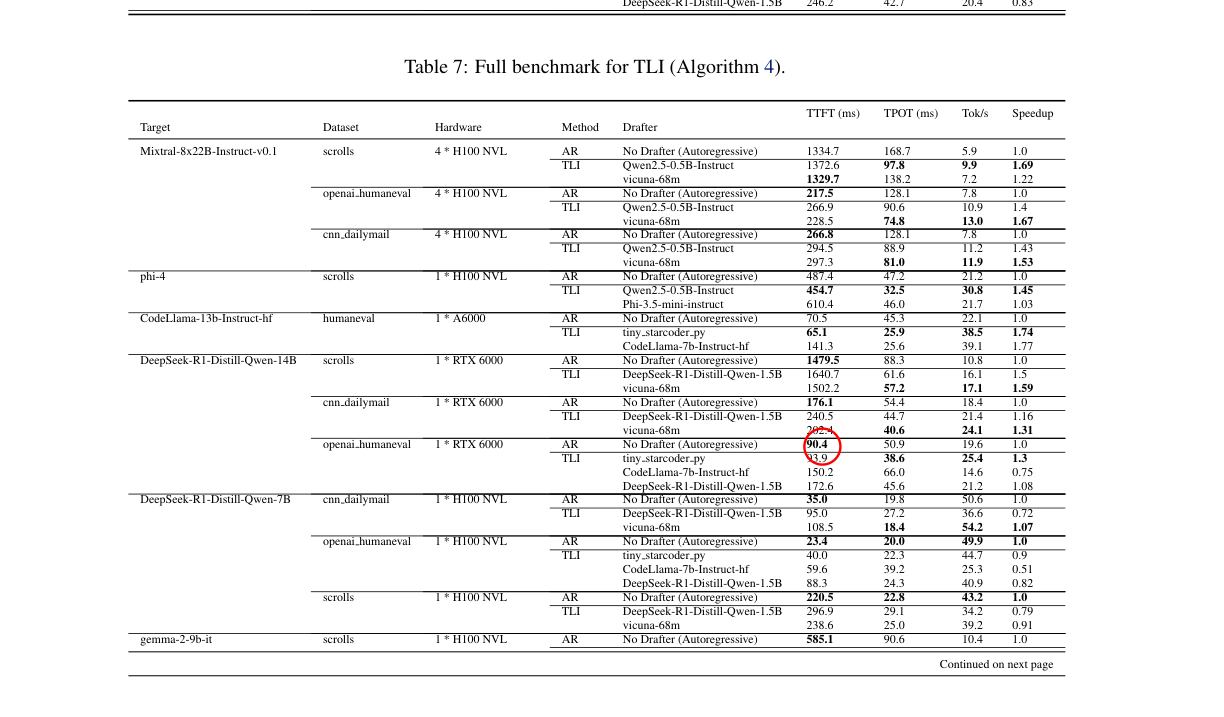 DeepSeek-R1-Distill-Qwen-1.5B 246.2 42.7 20.4 0.83
Table 7: Full benchmark for TLI (Algorithm 4).
Target Dataset Hardware Method Drafter TTFT (ms) TPOT (ms) Tok/s Speedup
Mixtral-8x22B-Instruct-v0.1 scrolls 4 * H100 NVL AR No Drafter (Autoregressive) 1334.7 168.7 5.9 1.0
TLI Qwen2.5-0.5B-Instruct 1372.6 97.8 9.9 1.69
vicuna-68m 1329.7 138.2 7.2 1.22
openai_humaneval 4 * H100 NVL AR No Drafter (Autoregressive) 217.5 128.1 7.8 1.0
TLI Qwen2.5-0.5B-Instruct 266.9 90.6 10.9 1.4
vicuna-68m 228.5 74.8 13.0 1.67
cnn_dailymail 4 * H100 NVL AR No Drafter (Autoregressive) 266.8 128.1 7.8 1.0
TLI Qwen2.5-0.5B-Instruct 294.5 88.9 11.2 1.43
vicuna-68m 297.3 81.0 11.9 1.53
phi-4 scrolls 1 * H100 NVL AR No Drafter (Autoregressive) 487.4 47.2 21.2 1.0
TLI Qwen2.5-0.5B-Instruct 454.7 32.5 30.8 1.45
Phi-3.5-mini-instruct 610.4 46.0 21.7 1.03
CodeLlama-13b-Instruct-hf humaneval 1 * A6000 AR No Drafter (Autoregressive) 70.5 45.3 22.1 1.0
TLI tiny_starcoder_py 65.1 25.9 38.5 1.74
CodeLlama-7b-Instruct-hf 141.3 25.6 39.1 1.77
DeepSeek-R1-Distill-Qwen-14B scrolls 1 * RTX 6000 AR No Drafter (Autoregressive) 1479.5 88.3 10.8 1.0
TLI DeepSeek-R1-Distill-Qwen-1.5B 1640.7 61.6 16.1 1.5
vicuna-68m 1502.2 57.2 17.1 1.59
cnn_dailymail 1 * RTX 6000 AR No Drafter (Autoregressive) 176.1 54.4 18.4 1.0
TLI DeepSeek-R1-Distill-Qwen-1.5B 240.5 44.7 21.4 1.16
vicuna-68m 202.4 40.6 24.1 1.31
openai_humaneval 1 * RTX 6000 AR No Drafter (Autoregressive) 90.4 50.9 19.6 1.0
TLI tiny_starcoder_py 93.9 38.6 25.4 1.3
CodeLlama-7b-Instruct-hf 150.2 66.0 14.6 0.75
DeepSeek-R1-Distill-Qwen-1.5B 172.6 45.6 21.2 1.08
DeepSeek-R1-Distill-Qwen-7B cnn_dailymail 1 * H100 NVL AR No Drafter (Autoregressive) 35.0 19.8 50.6 1.0
TLI DeepSeek-R1-Distill-Qwen-1.5B 95.0 27.2 36.6 0.72
vicuna-68m 108.5 18.4 54.2 1.07
openai_humaneval 1 * H100 NVL AR No Drafter (Autoregressive) 23.4 20.0 49.9 1.0
TLI tiny_starcoder_py 40.0 22.3 44.7 0.9
CodeLlama-7b-Instruct-hf 59.6 39.2 25.3 0.51
DeepSeek-R1-Distill-Qwen-1.5B 88.3 24.3 40.9 0.82
scrolls 1 * H100 NVL AR No Drafter (Autoregressive) 220.5 22.8 43.2 1.0
TLI DeepSeek-R1-Distill-Qwen-1.5B 296.9 29.1 34.2 0.79
vicuna-68m 238.6 25.0 39.2 0.91
gemma-2-9b-it scrolls 1 * H100 NVL AR No Drafter (Autoregressive) 585.1 90.6 10.4 1.0
Continued on next page